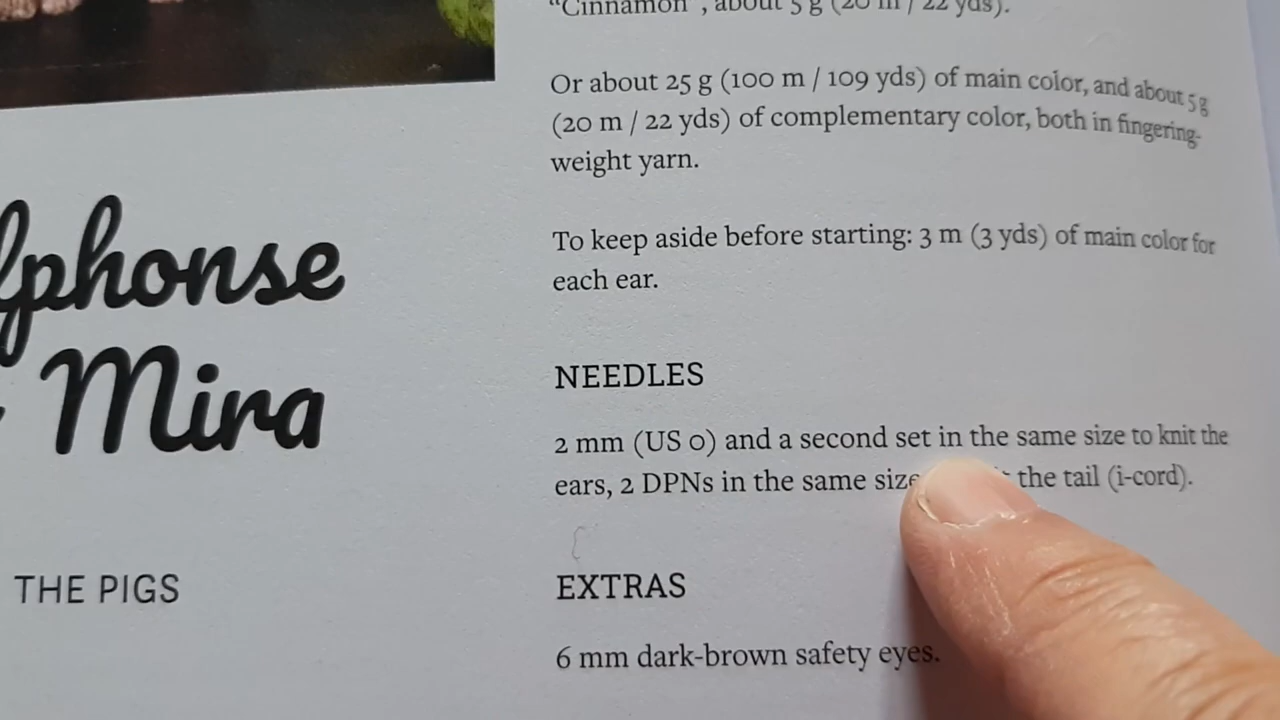 "Cinnamon", about 5 g (20 m / 22 yds).
Or about 25 g (100 m / 109 yds) of main color, and about 5 g
(20 m / 22 yds) of complementary color, both in fingering-
weight yarn.
To keep aside before starting: 3 m (3 yds) of main color for
each ear.
NEEDLES
2 mm (US 0) and a second set in the same size to knit the
ears, 2 DPNs in the same size the tail (i-cord).
EXTRAS
6 mm dark-brown safety eyes.
lphonse
Mira
THE PIGS